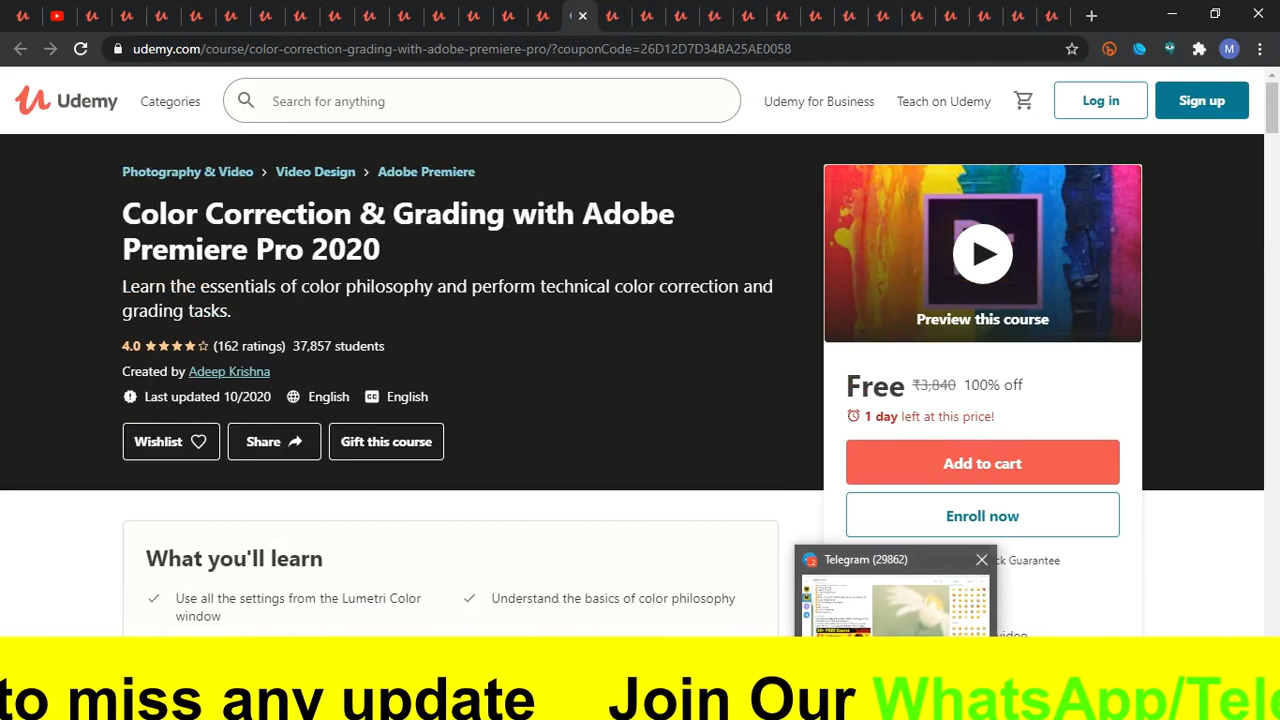 M
udemy.com/course/color-correction-grading-with-adobe-premiere-pro/?couponCode=26D12D7D34BA25AE0058
Udemy
Categories
Search for anything
Udemy for Business
Teach on Udemy
Log in
Sign up
Photography & Video > Video Design > Adobe Premiere
Color Correction & Grading with Adobe
Premiere Pro 2020
Learn the essentials of color philosophy and perform technical color correction and
grading tasks.
4.0 (162 ratings) 37,857 students
Created by Adeep Krishna
Last updated 10/2020 English English
Wishlist
Share
Gift this course
Preview this course
Free ₹3,840 100% off
1 day left at this price!
Add to cart
Enroll now
Guarantee
What you'll learn
Use all the settings from the Lumetri Color
window
Understand the basics of color philosophy
Telegram (29862)
video
to miss any update Join Our WhatsApp/Tele